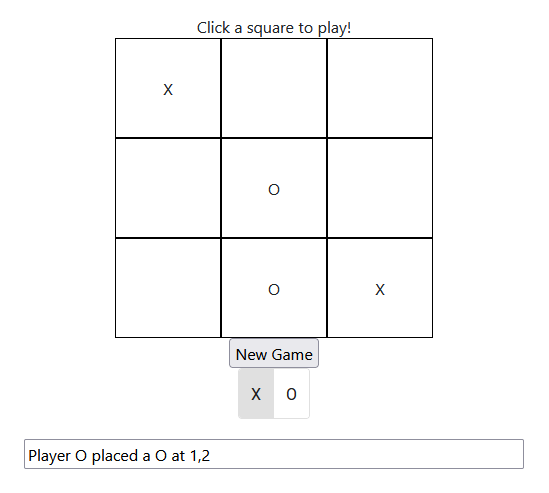 Click a square to play!
X
O
O X
New Game
X O
Player O placed a O at 1,2